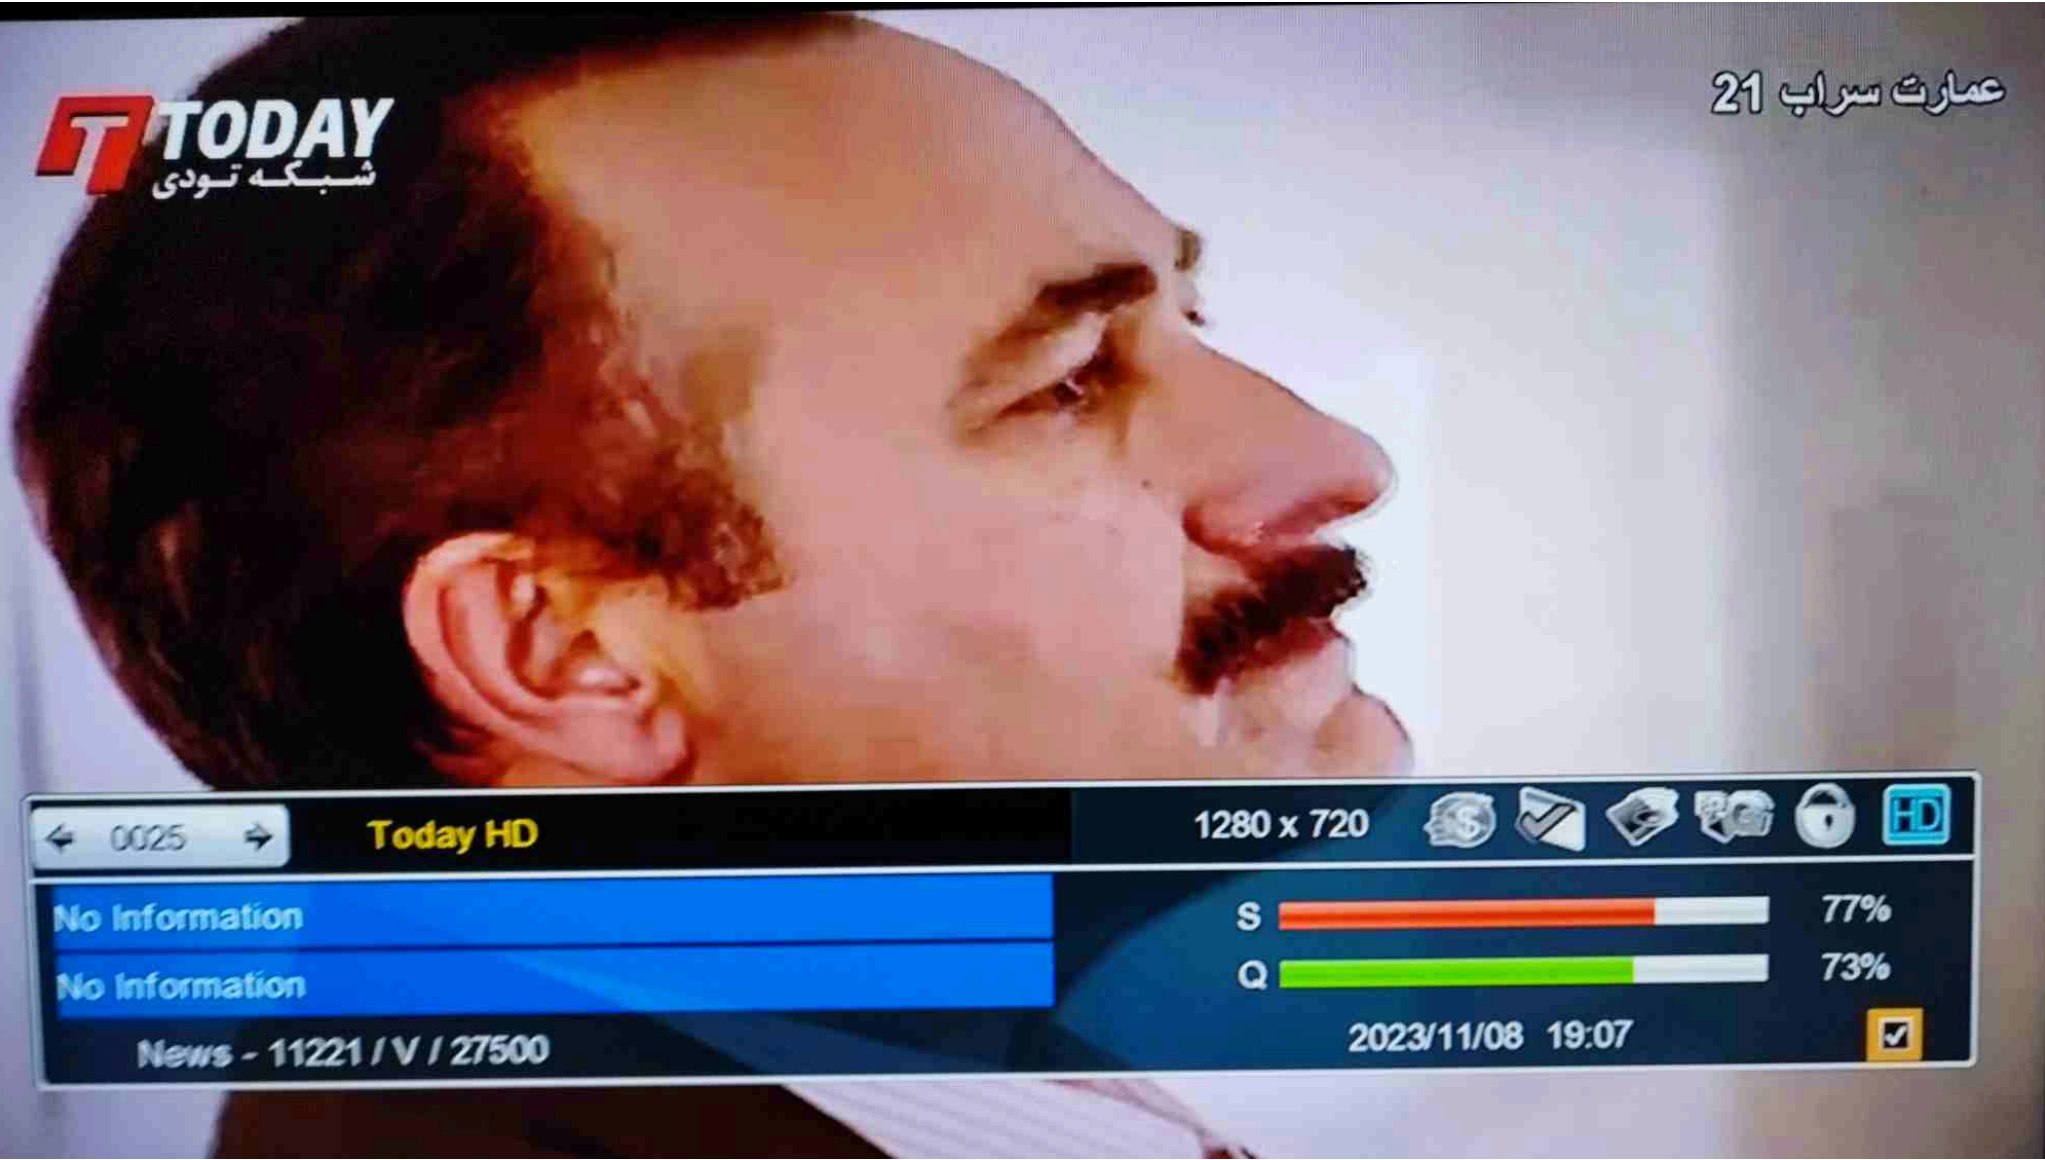 TODAY
شبکه تودی
عمارت سراب 21
0025
Today HD
1280 x 720
HD
No Information
No Information
S
77%
Q
73%
News - 11221 / V / 27500
2023/11/08 19:07